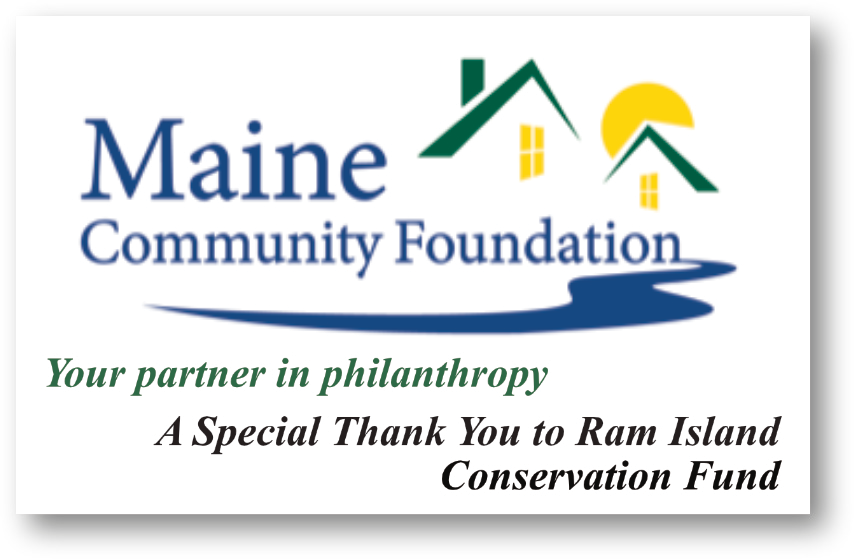 Maine
Community Foundation
Your partner in philanthropy
A Special Thank You to Ram Island
Conservation Fund